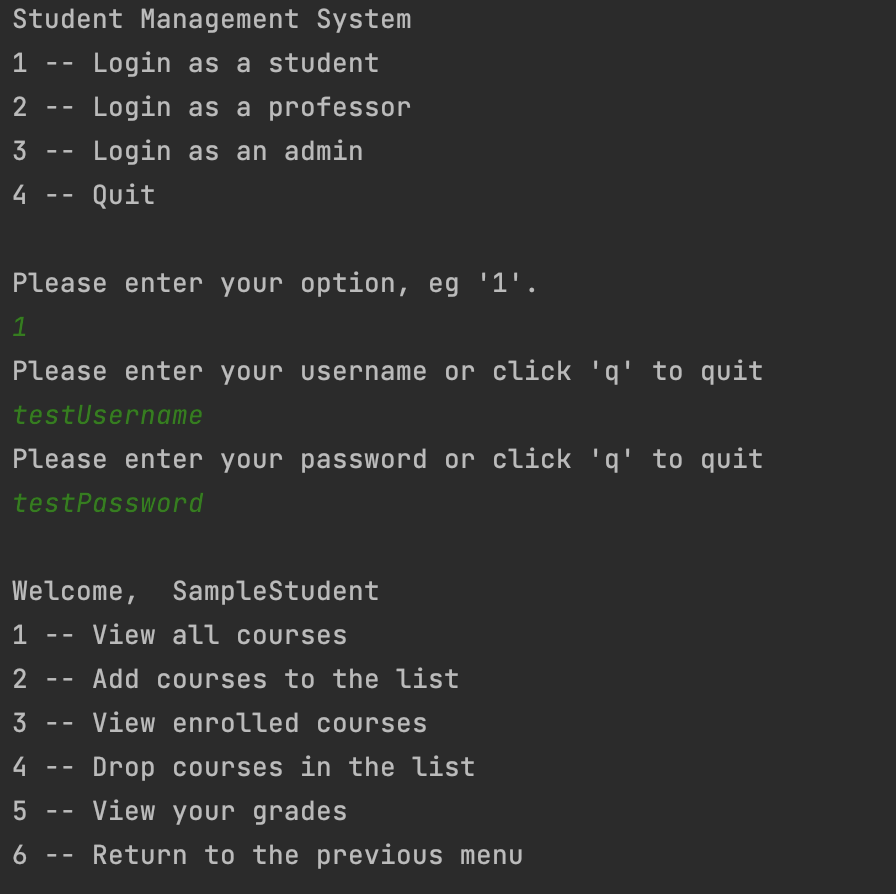 Student Management System
1 -- Login as a student
2 -- Login as a professor
3 -- Login as an admin
4 -- Quit
Please enter your option, eg '1'.
1
Please enter your username or click 'q' to quit
testUsername
Please enter your password or click 'q' to quit
testPassword
Welcome,  SampleStudent
1 -- View all courses
2 -- Add courses to the list
3 -- View enrolled courses
4 -- Drop courses in the list
5 -- View your grades
6 -- Return to the previous menu